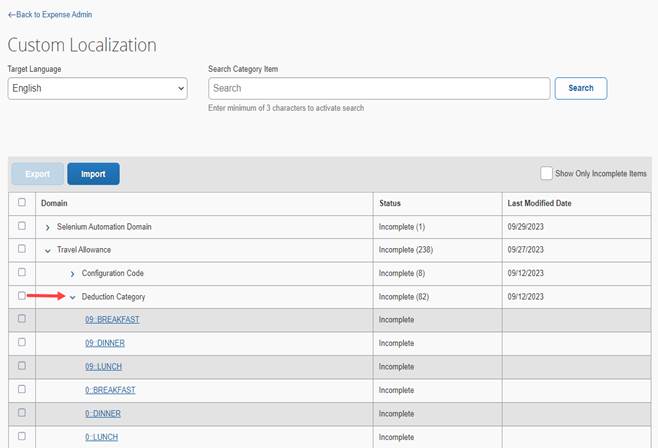 ←Back to Expense Admin
Custom Localization
Target Language Search Category Item
English Search Search
Enter minimum of 3 characters to activate search
Export Import Show Only Incomplete Items
Domain Status Last Modified Date
Selenium Automation Domain Incomplete (1) 09/29/2023
Travel Allowance Incomplete (238) 09/27/2023
Configuration Code Incomplete (8) 09/12/2023
Deduction Category Incomplete (82) 09/12/2023
09::BREAKFAST Incomplete
09::DINNER Incomplete
09::LUNCH Incomplete
0::BREAKFAST Incomplete
0::DINNER Incomplete
0::LUNCH Incomplete